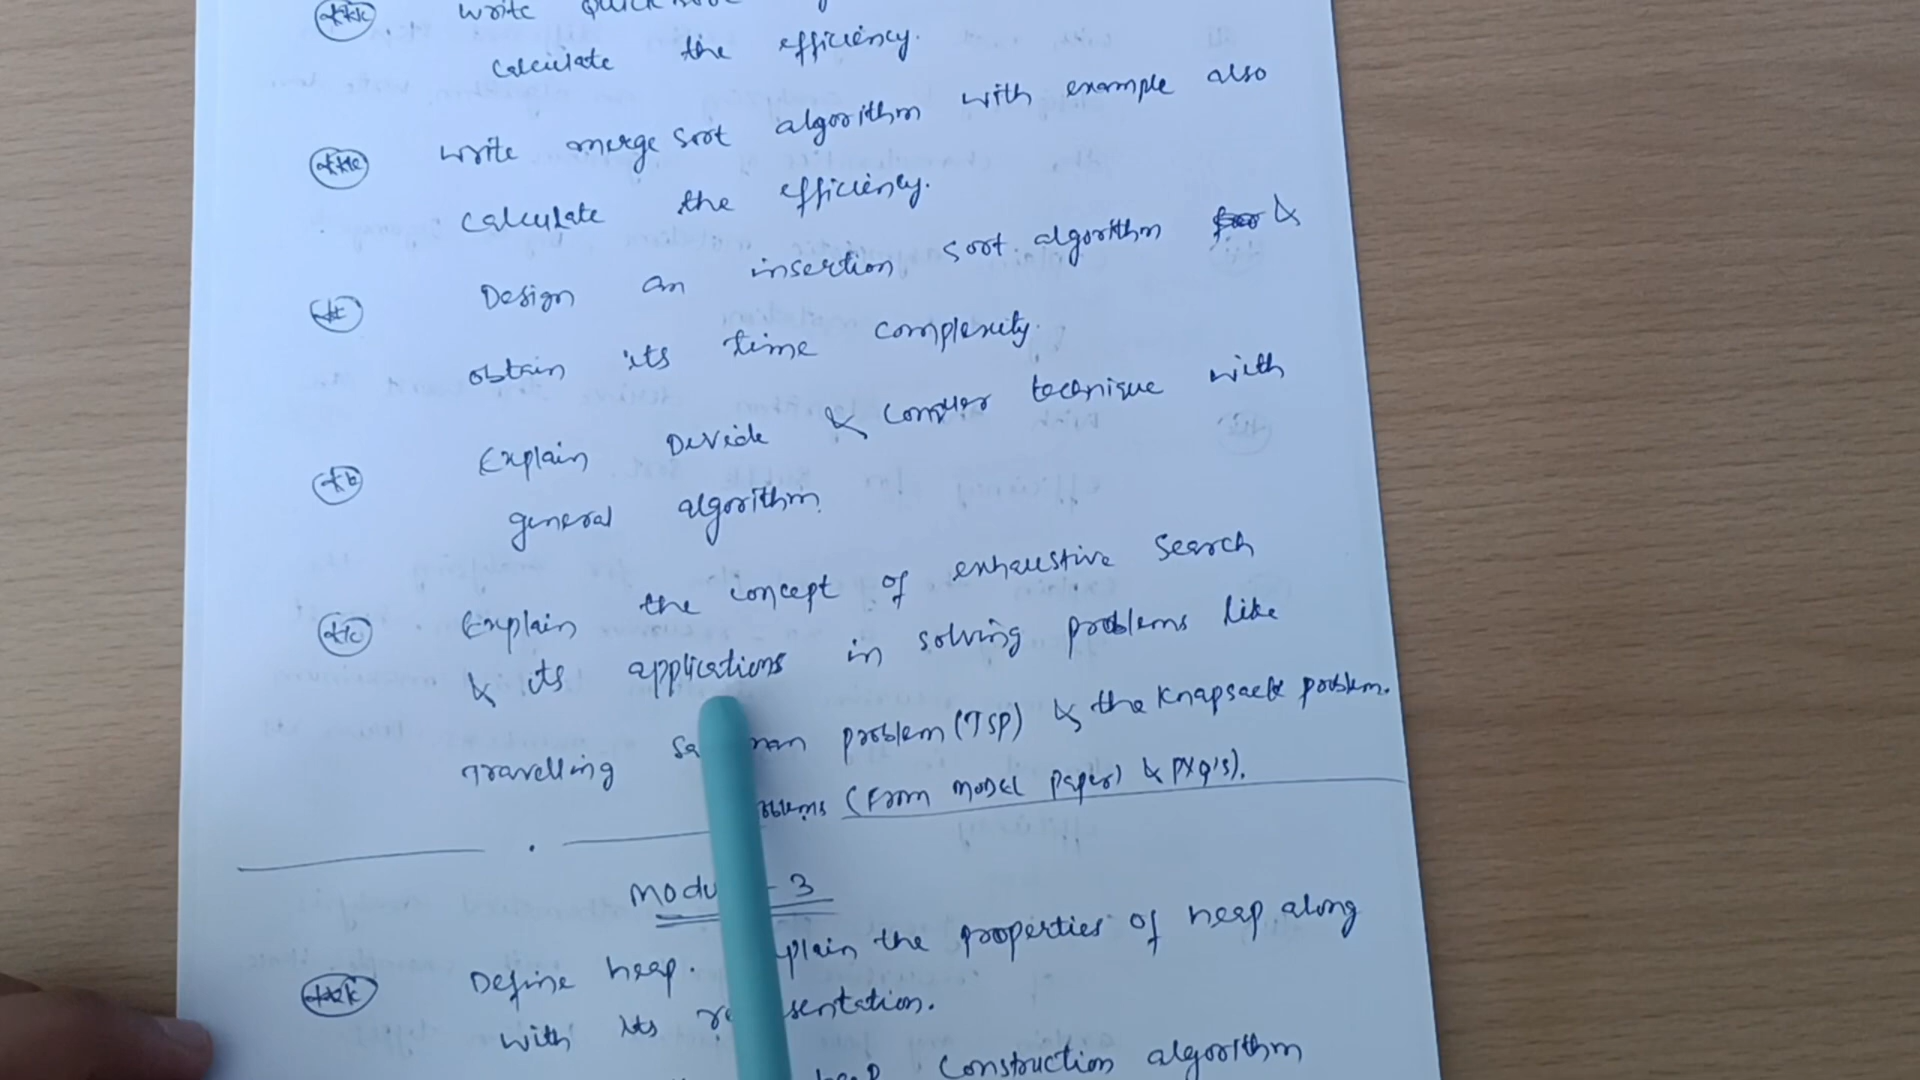 write
calculate the efficiency.
write merge sort algorithm with example also
calculate the efficiency.
Design an insertion sort algorithm &
obtain its time complexity.
Explain Devide & conquer technique with
general algorithm.
Explain the concept of exhaustive search
& its applications in solving problems like
Travelling problem (TSP) & the knapsack problem.
(From model paper) & PYQ's).
3
Define heap. the properties of heap along
with its
construction algorithm